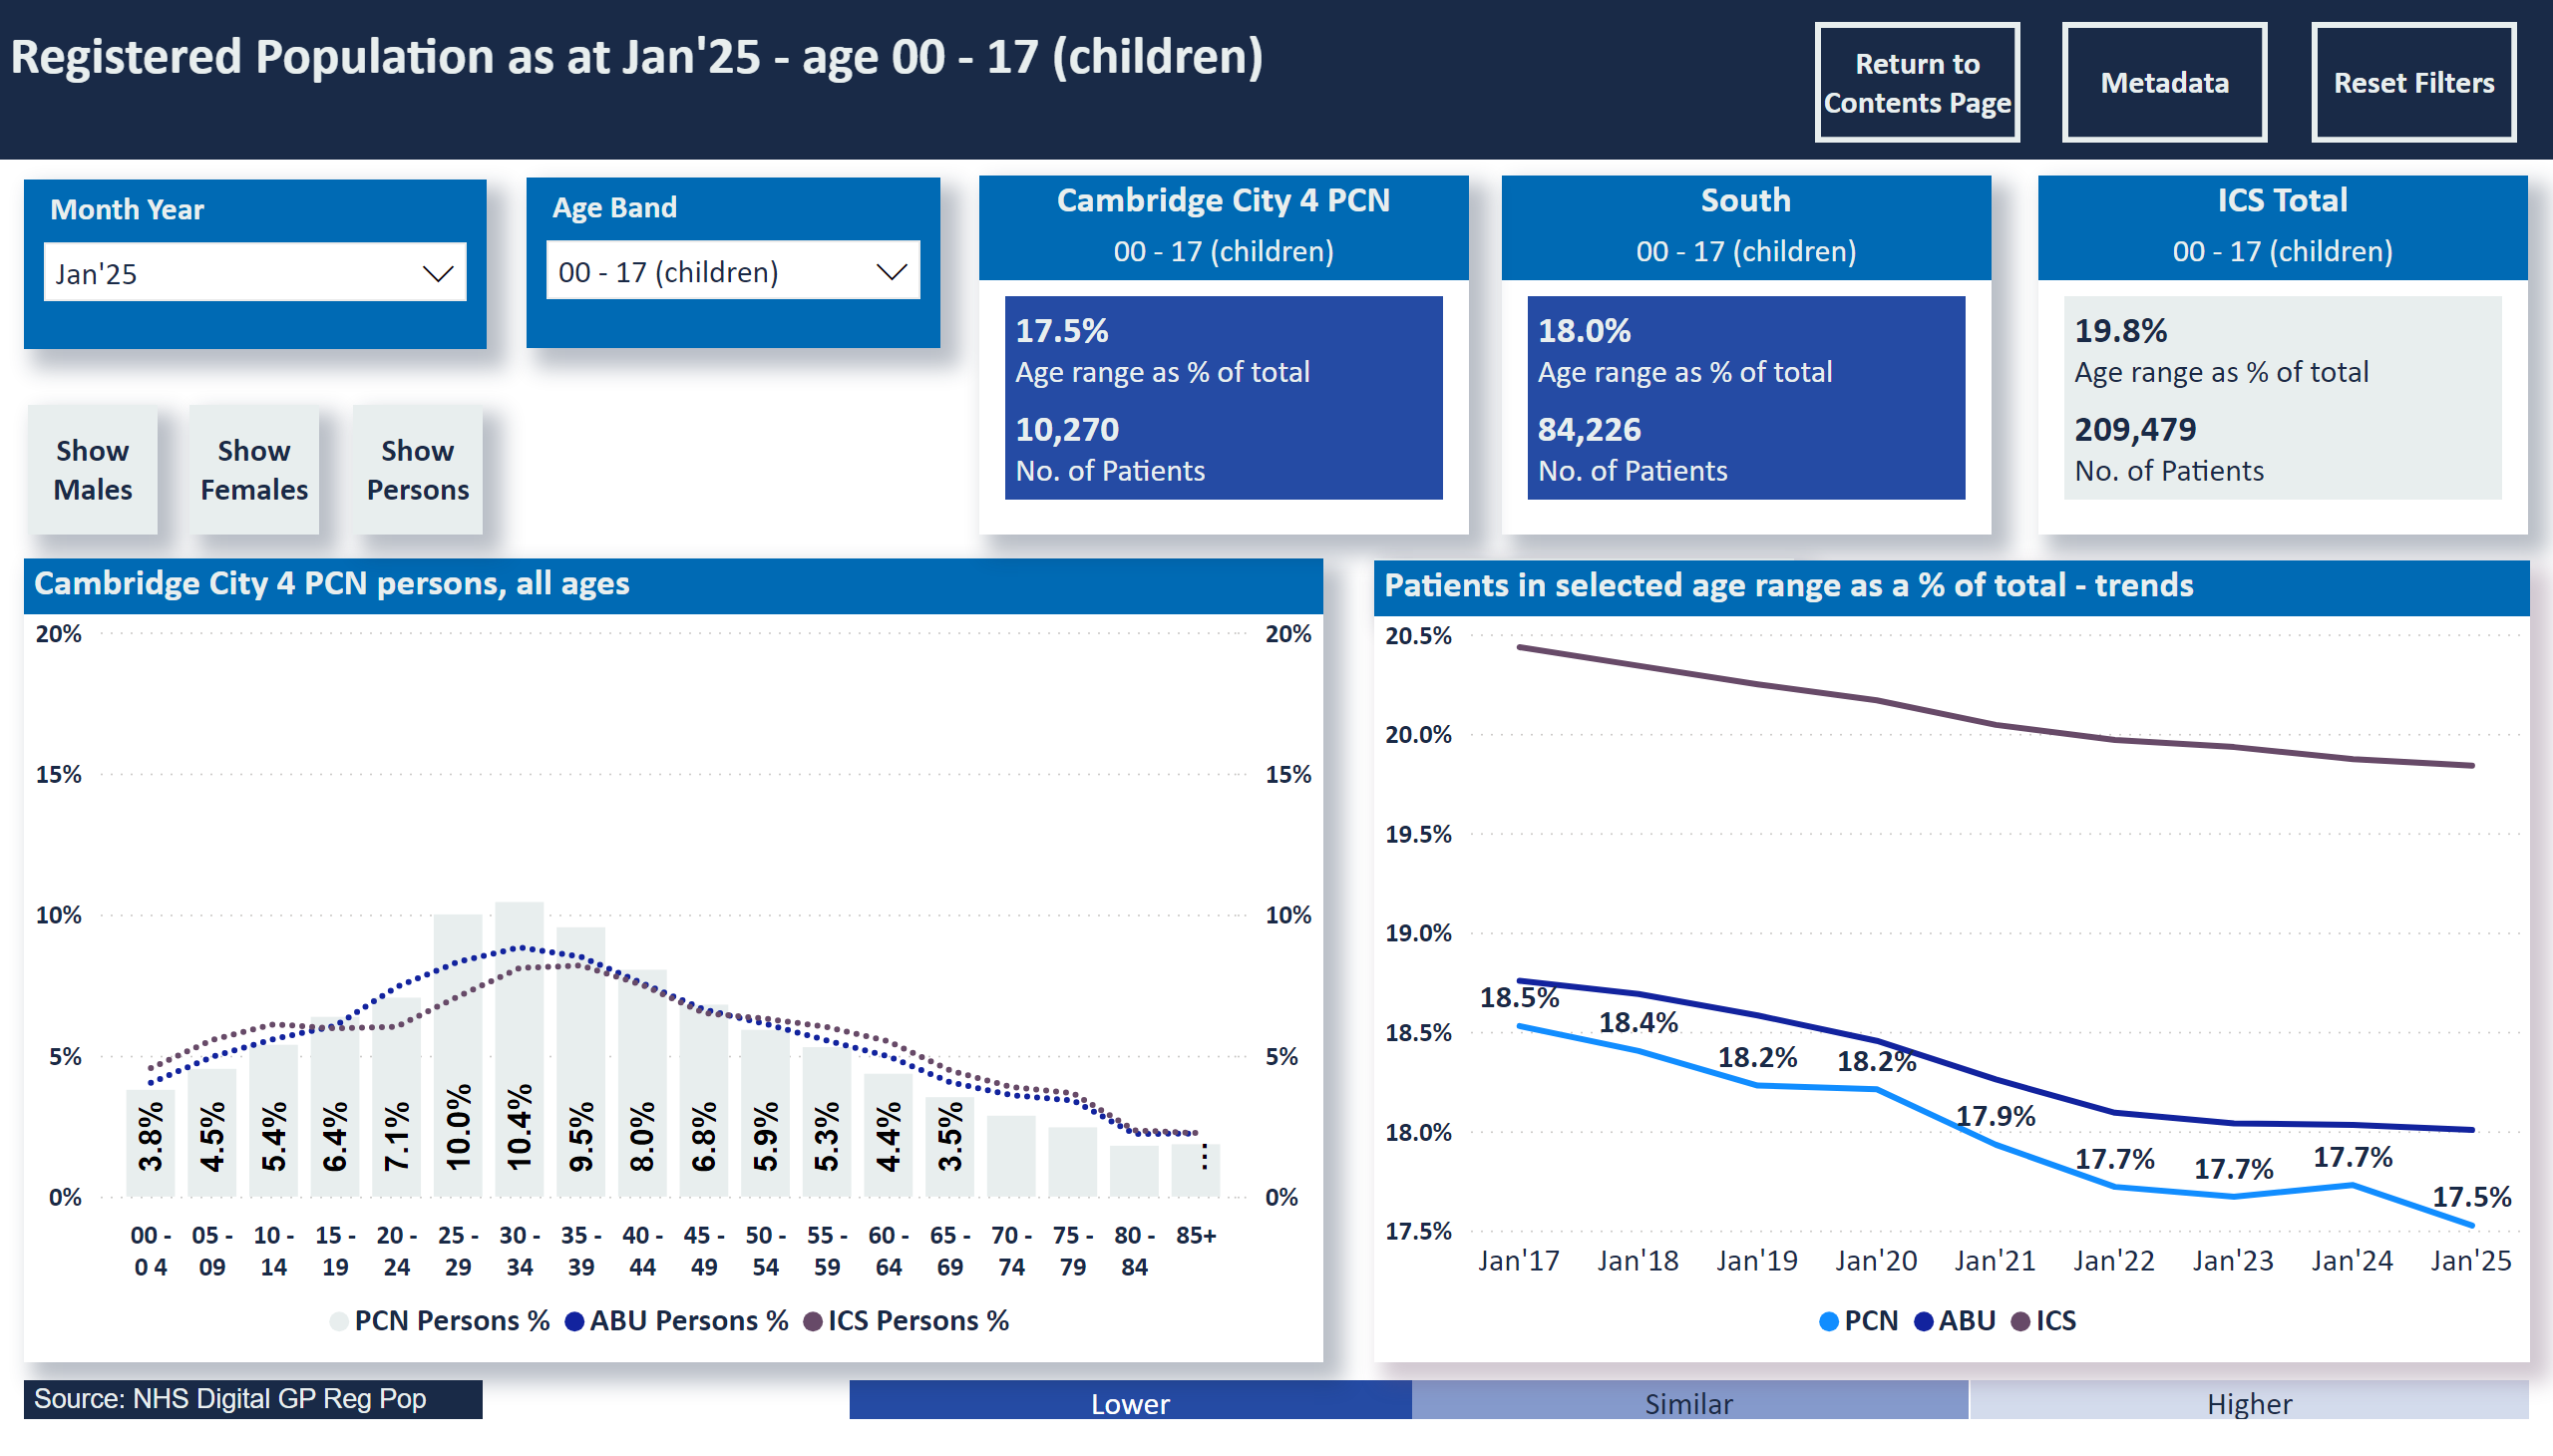 Registered Population as at Jan'25 - age 00 - 17 (children)
Return to
Contents Page
Metadata
Reset Filters
Month Year
Jan'25
Age Band
00 - 17 (children)
Cambridge City 4 PCN
00 - 17 (children)
17.5%
Age range as % of total
10,270
No. of Patients
South
00 - 17 (children)
18.0%
Age range as % of total
84,226
No. of Patients
ICS Total
00 - 17 (children)
19.8%
Age range as % of total
209,479
No. of Patients
Show
Males
Show
Females
Show
Persons
Cambridge City 4 PCN persons, all ages
20%
15%
10%
5%
0%
20%
15%
10%
5%
0%
3.8%
4.5%
5.4%
6.4%
7.1%
10.0%
10.4%
9.5%
8.0%
6.8%
5.9%
5.3%
4.4%
3.5%
...
00 -
0 4
05 -
09
10 -
14
15 -
19
20 -
24
25 -
29
30 -
34
35 -
39
40 -
44
45 -
49
50 -
54
55 -
59
60 -
64
65 -
69
70 -
74
75 -
79
80 -
84
85+
PCN Persons % ABU Persons % ICS Persons %
Patients in selected age range as a % of total - trends
20.5%
20.0%
19.5%
19.0%
18.5%
18.0%
17.5%
18.5%
18.4%
18.2%
18.2%
17.9%
17.7%
17.7%
17.7%
17.5%
Jan'17 Jan'18 Jan'19 Jan'20 Jan'21 Jan'22 Jan'23 Jan'24 Jan'25
PCN ABU ICS
Source: NHS Digital GP Reg Pop
Lower
Similar
Higher